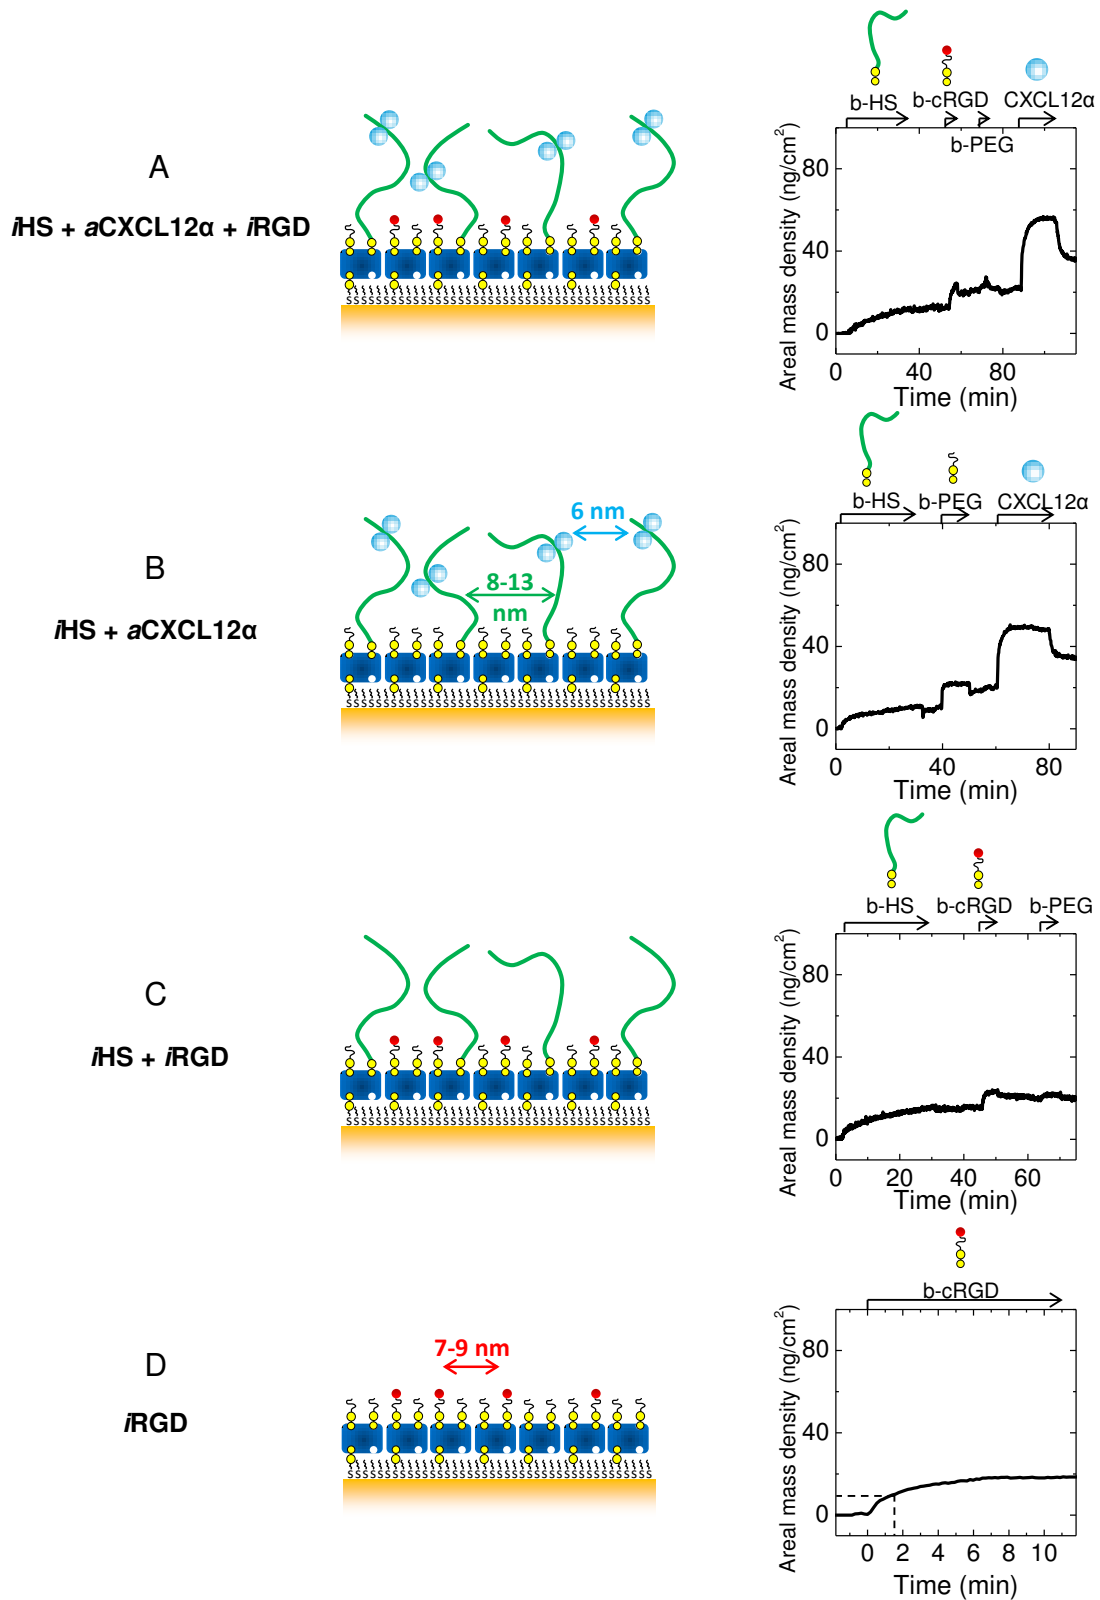 A
iHS + aCXCL12α + iRGD
b-HS b-cRGD CXCL12α
b-PEG
80
40
0
Areal mass density (ng/cm²)
0 40 80
Time (min)
SSSSSSSSSSSSSSSSSSSSSSSSSSS
B
iHS + aCXCL12α
6 nm
8-13
nm
b-HS b-PEG CXCL12α
80
40
0
Areal mass density (ng/cm²)
0 40 80
Time (min)
SSSSSSSSSSSSSSSSSSSSSSSSSSS
C
iHS + iRGD
b-HS b-cRGD b-PEG
80
40
0
Areal mass density (ng/cm²)
0 20 40 60
Time (min)
SSSSSSSSSSSSSSSSSSSSSSSSSSS
D
iRGD
7-9 nm
b-cRGD
80
40
0
Areal mass density (ng/cm²)
0 2 4 6 8 10
Time (min)
SSSSSSSSSSSSSSSSSSSSSSSSSSS